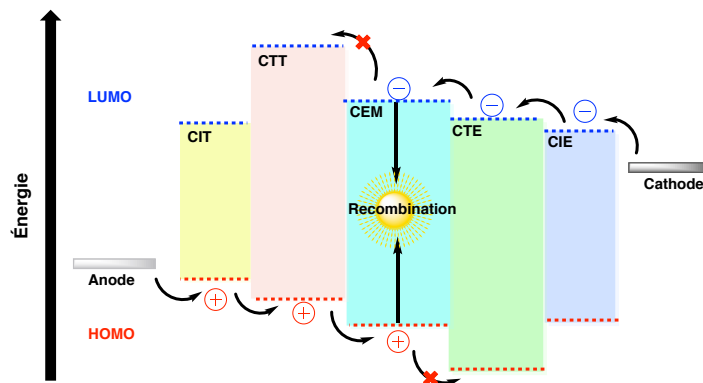 CTT
LUMO
CEM
CIT
CTE
CIE
Cathode
Recombination
Énergie
Anode
HOMO